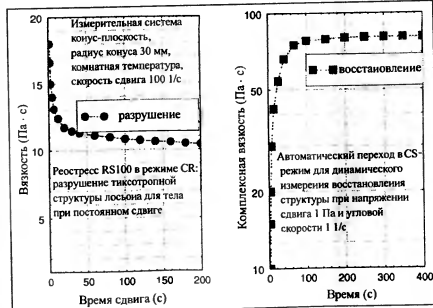 Измерительная система
конус-плоскость,
радиус конуса 30 мм,
комнатная температура,
скорость сдвига 100 1/с
разрушение
Реостресс RS100 в режиме CR:
разрушение тиксотропной
структуры лосьона для тела
при постоянном сдвиге
Вязкость (Па · с)
20
15
10
5
0
50
100
150
200
Время сдвига (с)
восстановление
Автоматический переход в CS-
режим для динамического
измерения восстановления
структуры при напряжении
сдвига 1 Па и угловой
скорости 1 1/с
Комплексная вязкость (Па · с)
100
50
20
10
0
100
200
300
400
Время (с)